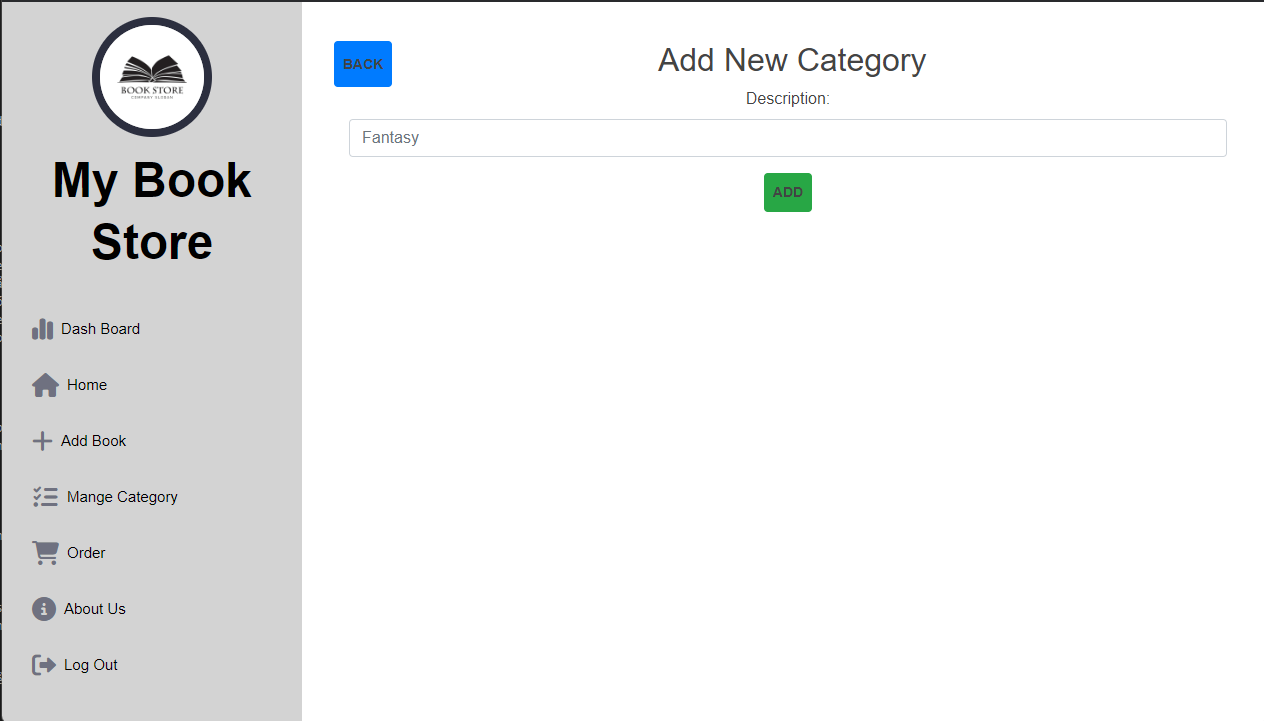 BOOK STORE
COMPANY SLOGAN
My Book
Store
Dash Board
Home
Add Book
Mange Category
Order
About Us
Log Out
BACK
Add New Category
Description:
Fantasy
ADD